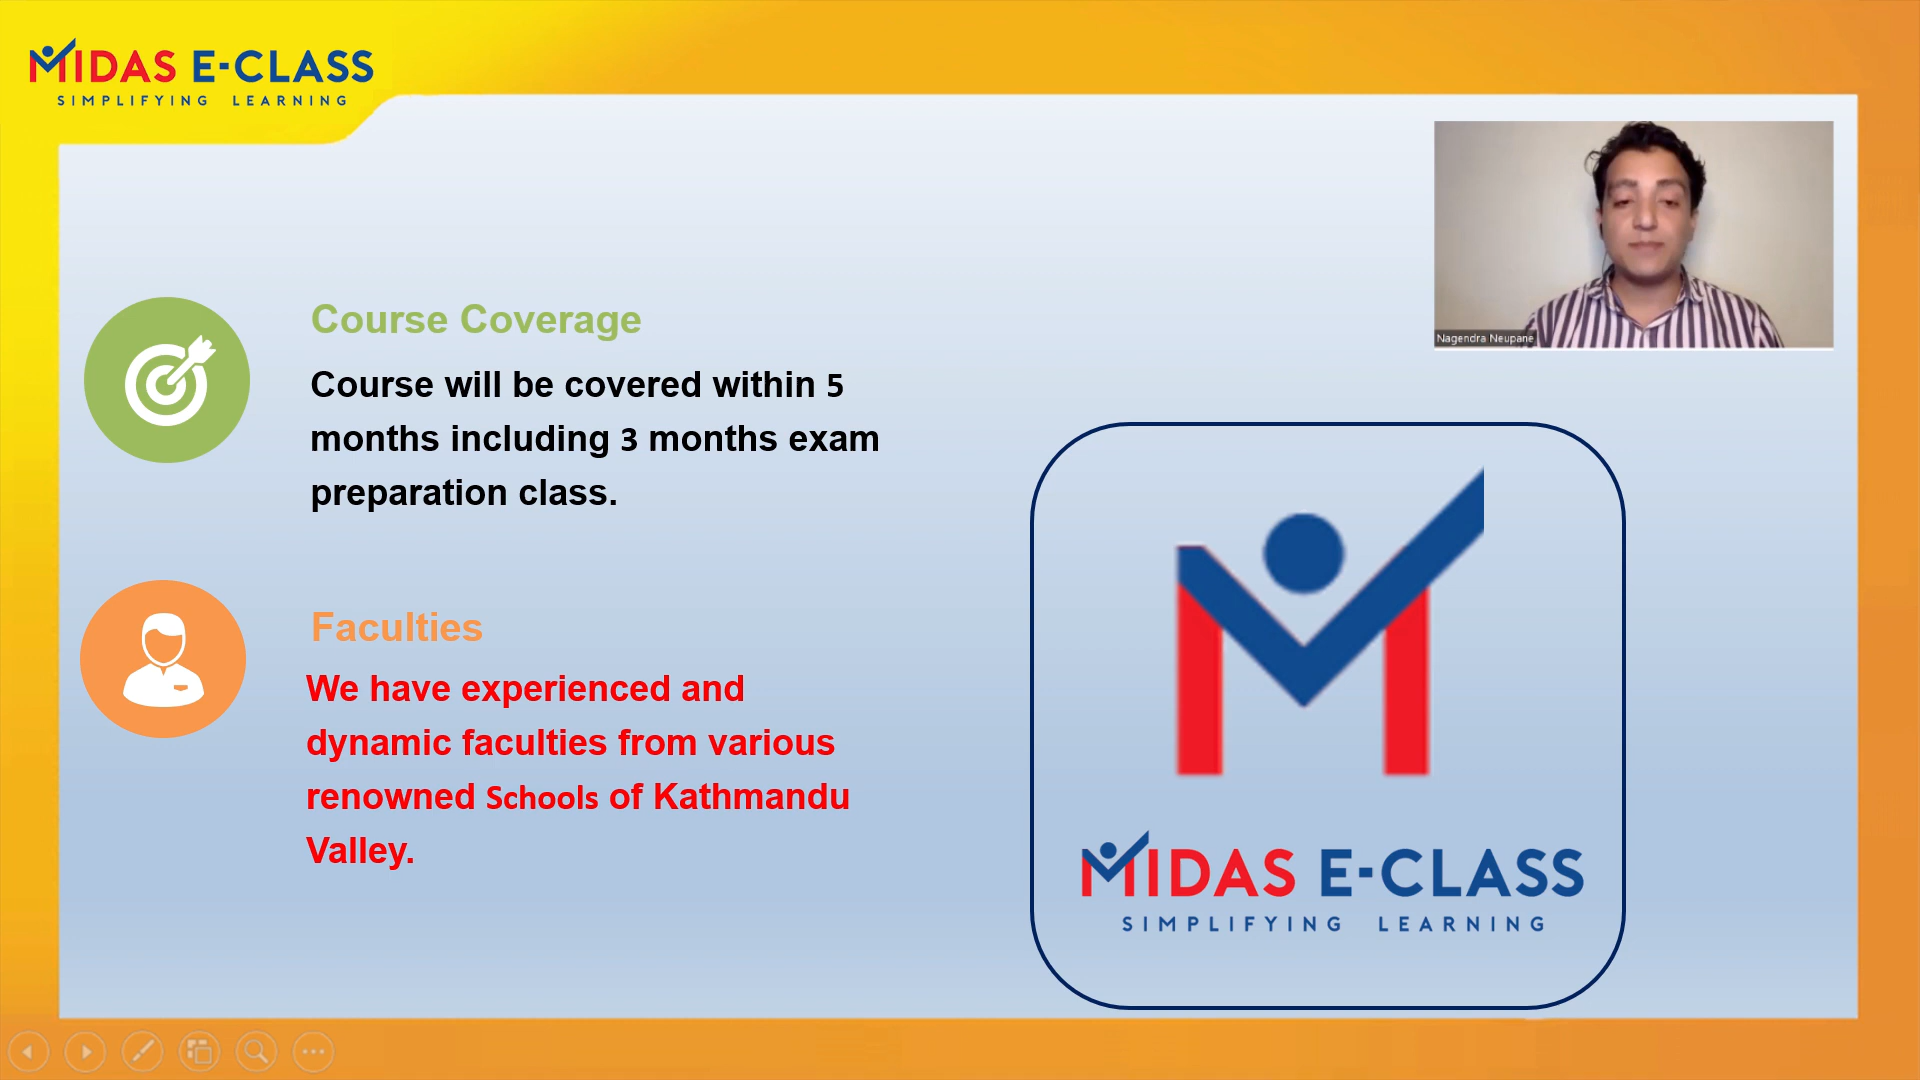 MIDAS E-CLASS
SIMPLIFYING LEARNING
Nagendra Neupane
Course Coverage
Course will be covered within 5
months including 3 months exam
preparation class.
Faculties
We have experienced and
dynamic faculties from various
renowned Schools of Kathmandu
Valley.
MIDAS E-CLASS
SIMPLIFYING LEARNING